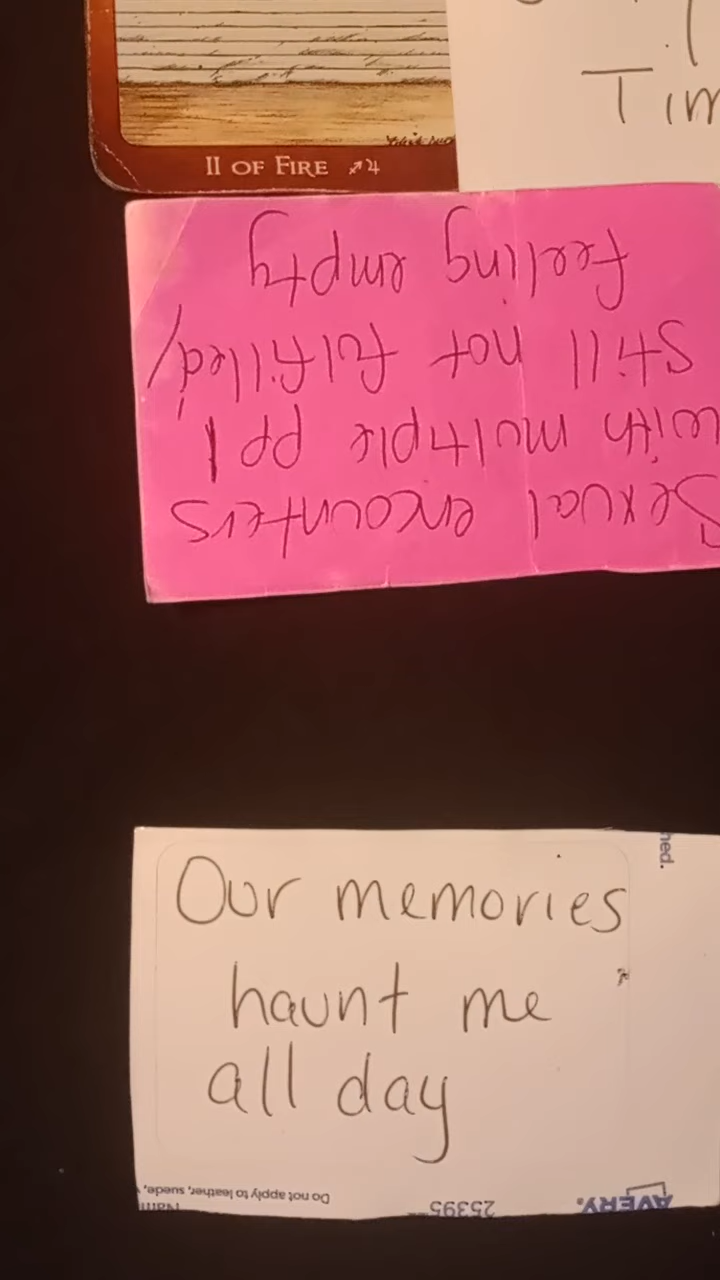 Tim
II OF FIRE ♐♃
Sexual encounters
with multiple ppl
still not fulfilled/
feeling empty
Our memories
haunt me
all day
hed.
Do not apply to leather, suede,
25395
AVERY.